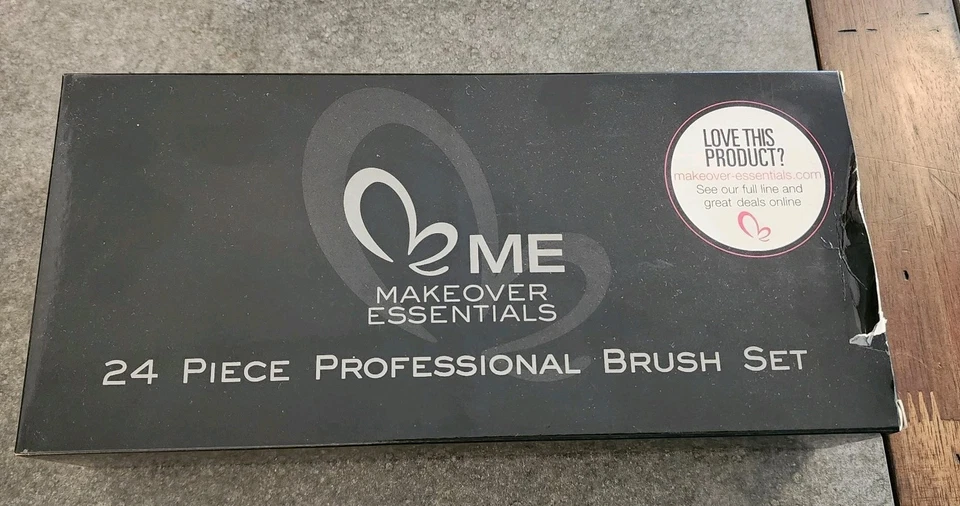 LOVE THIS
PRODUCT?
makeover-essentials.com
See our full line and
great deals online
ME
MAKEOVER
ESSENTIALS
24 PIECE PROFESSIONAL BRUSH SET